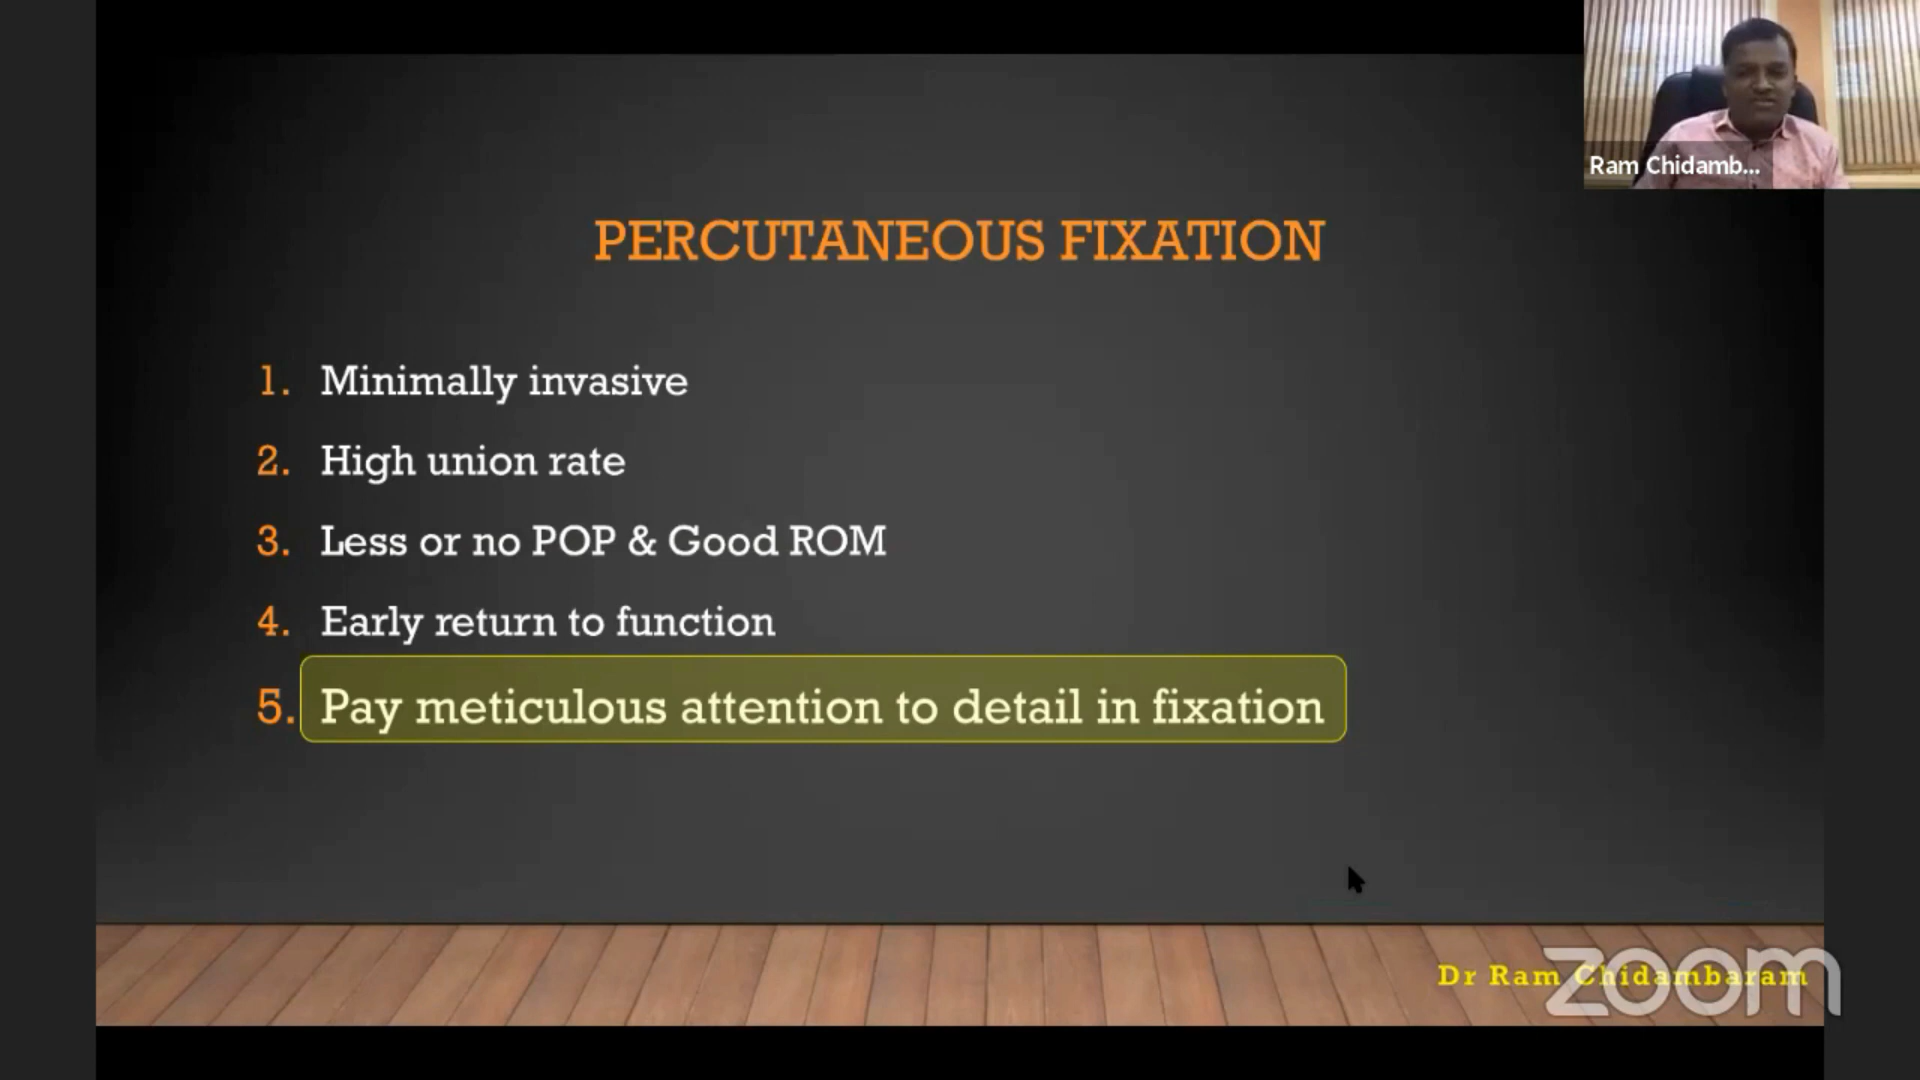 Ram Chidamb...
PERCUTANEOUS FIXATION
1. Minimally invasive
2. High union rate
3. Less or no POP & Good ROM
4. Early return to function
5. Pay meticulous attention to detail in fixation
Dr Ram Chidambaram
zoom